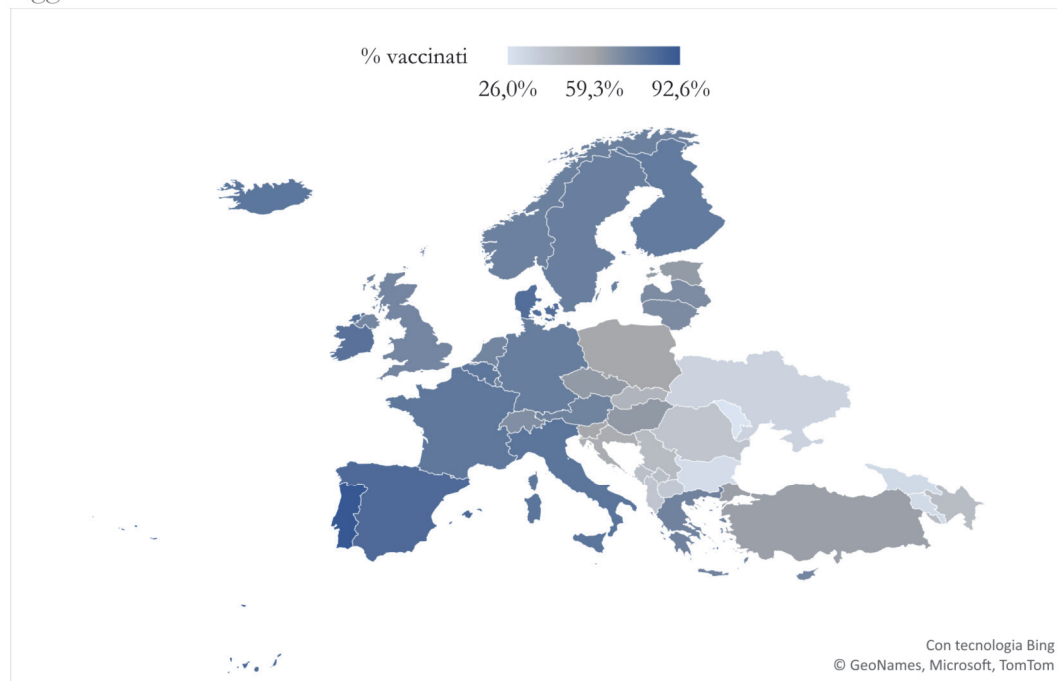 % vaccinati
26,0% 59,3% 92,6%
Con tecnologia Bing
© GeoNames, Microsoft, TomTom